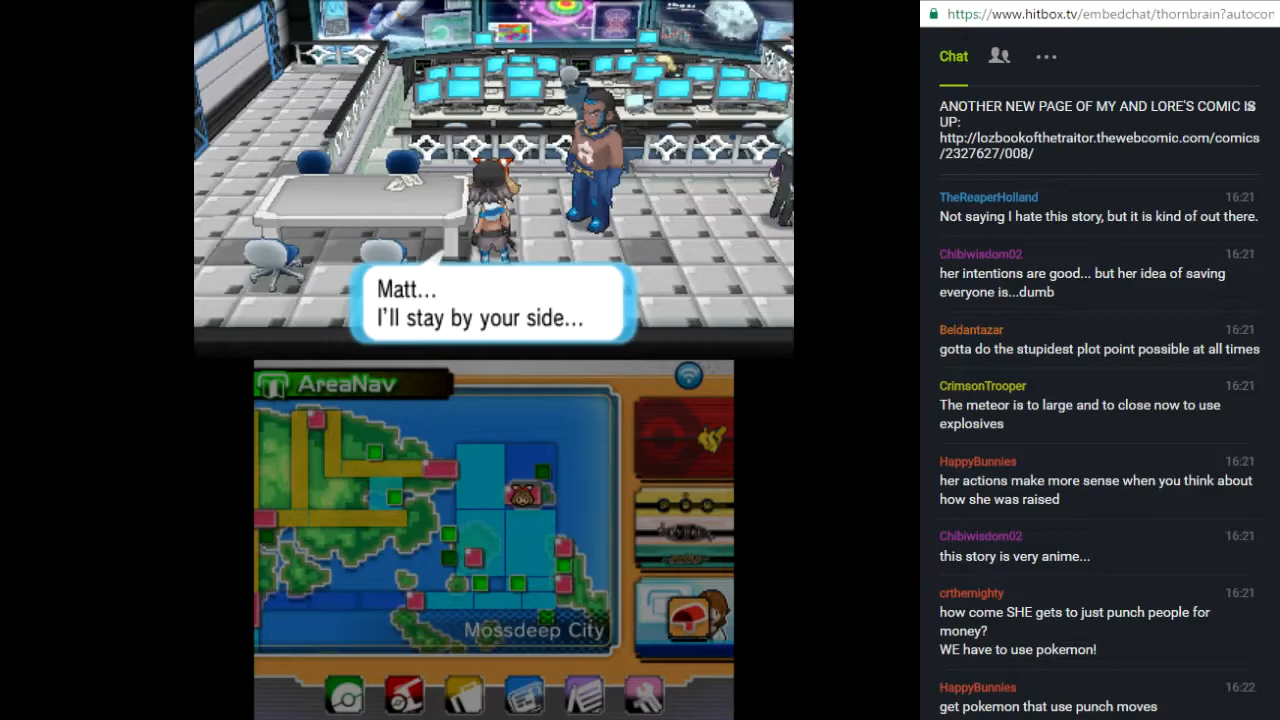 Matt...
I'll stay by your side...
AreaNav
Mossdeep City
https://www.hitbox.tv/embedchat/thornbrain?autocon
Chat
ANOTHER NEW PAGE OF MY AND LORE'S COMIC IS
UP:
http://lozbookofthetraitor.thewebcomic.com/comics
/2327627/008/
TheReaperHolland 16:21
Not saying I hate this story, but it is kind of out there.
Chibiwisdom02 16:21
her intentions are good... but her idea of saving
everyone is...dumb
Beldantazar 16:21
gotta do the stupidest plot point possible at all times
CrimsonTrooper 16:21
The meteor is to large and to close now to use
explosives
HappyBunnies 16:21
her actions make more sense when you think about
how she was raised
Chibiwisdom02 16:21
this story is very anime...
crthemighty 16:21
how come SHE gets to just punch people for
money?
WE have to use pokemon!
HappyBunnies 16:22
get pokemon that use punch moves